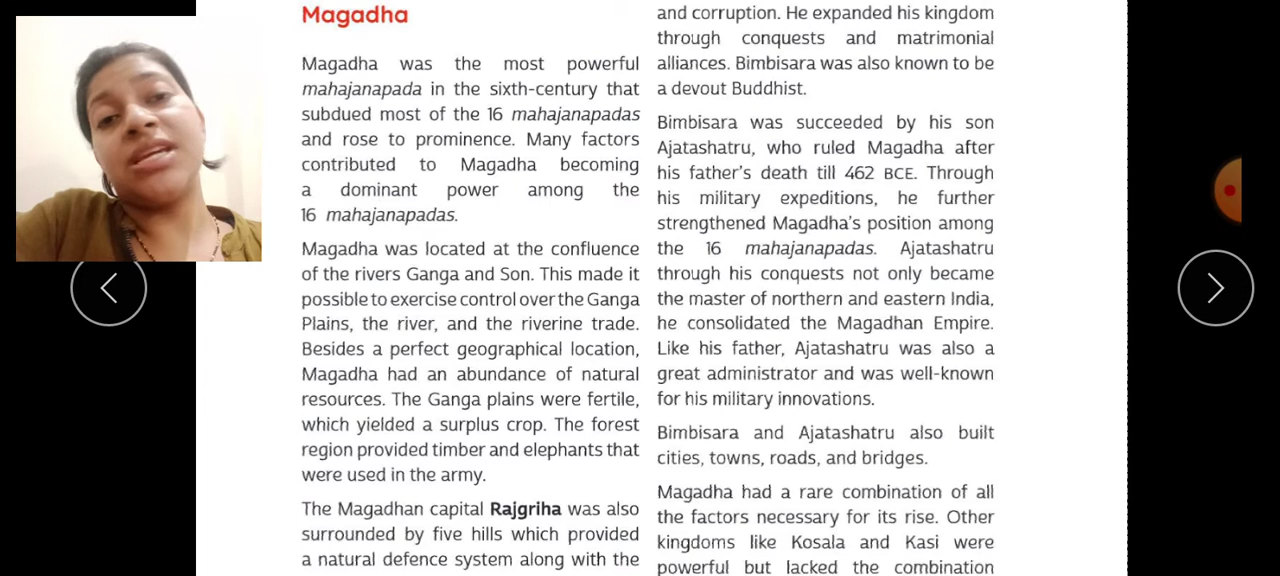 Magadha
Magadha was the most powerful
mahajanapada in the sixth-century that
subdued most of the 16 mahajanapadas
and rose to prominence. Many factors
contributed to Magadha becoming
a dominant power among the
16 mahajanapadas.
Magadha was located at the confluence
of the rivers Ganga and Son. This made it
possible to exercise control over the Ganga
Plains, the river, and the riverine trade.
Besides a perfect geographical location,
Magadha had an abundance of natural
resources. The Ganga plains were fertile,
which yielded a surplus crop. The forest
region provided timber and elephants that
were used in the army.
The Magadhan capital Rajgriha was also
surrounded by five hills which provided
a natural defence system along with the
and corruption. He expanded his kingdom
through conquests and matrimonial
alliances. Bimbisara was also known to be
a devout Buddhist.
Bimbisara was succeeded by his son
Ajatashatru, who ruled Magadha after
his father's death till 462 BCE. Through
his military expeditions, he further
strengthened Magadha's position among
the 16 mahajanapadas. Ajatashatru
through his conquests not only became
the master of northern and eastern India,
he consolidated the Magadhan Empire.
Like his father, Ajatashatru was also a
great administrator and was well-known
for his military innovations.
Bimbisara and Ajatashatru also built
cities, towns, roads, and bridges.
Magadha had a rare combination of all
the factors necessary for its rise. Other
kingdoms like Kosala and Kasi were
powerful but lacked the combination